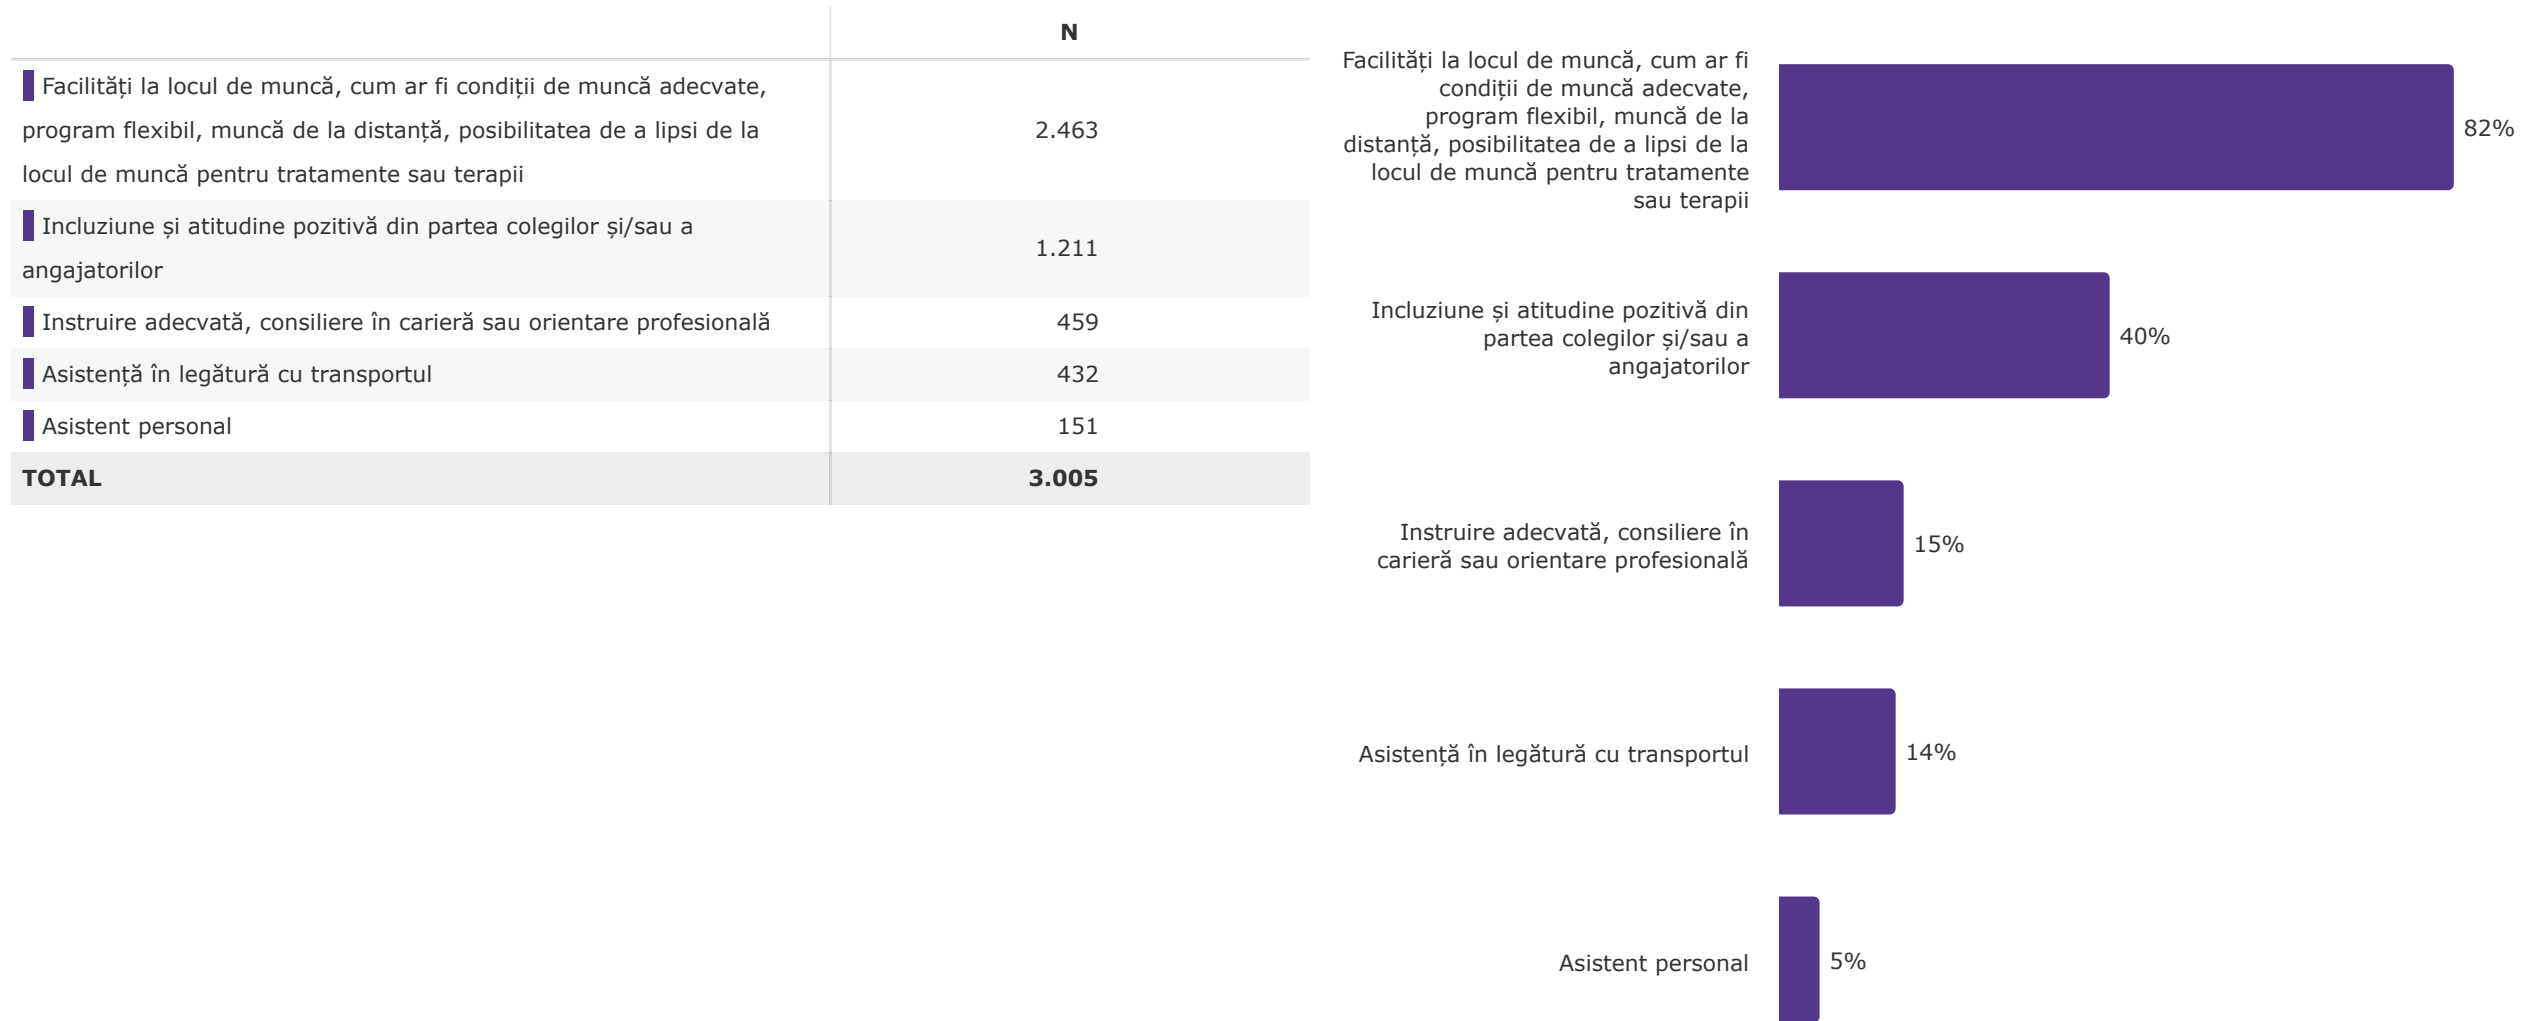 N
Facilități la locul de muncă, cum ar fi condiții de muncă adecvate,
program flexibil, muncă de la distanță, posibilitatea de a lipsi de la
locul de muncă pentru tratamente sau terapii
2.463
Incluziune și atitudine pozitivă din partea colegilor și/sau a
angajatorilor
1.211
Instruire adecvată, consiliere în carieră sau orientare profesională
459
Asistență în legătură cu transportul
432
Asistent personal
151
TOTAL
3.005
Facilități la locul de muncă, cum ar fi
condiții de muncă adecvate,
program flexibil, muncă de la
distanță, posibilitatea de a lipsi de la
locul de muncă pentru tratamente
sau terapii
82%
Incluziune și atitudine pozitivă din
partea colegilor și/sau a
angajatorilor
40%
Instruire adecvată, consiliere în
carieră sau orientare profesională
15%
Asistență în legătură cu transportul
14%
Asistent personal
5%